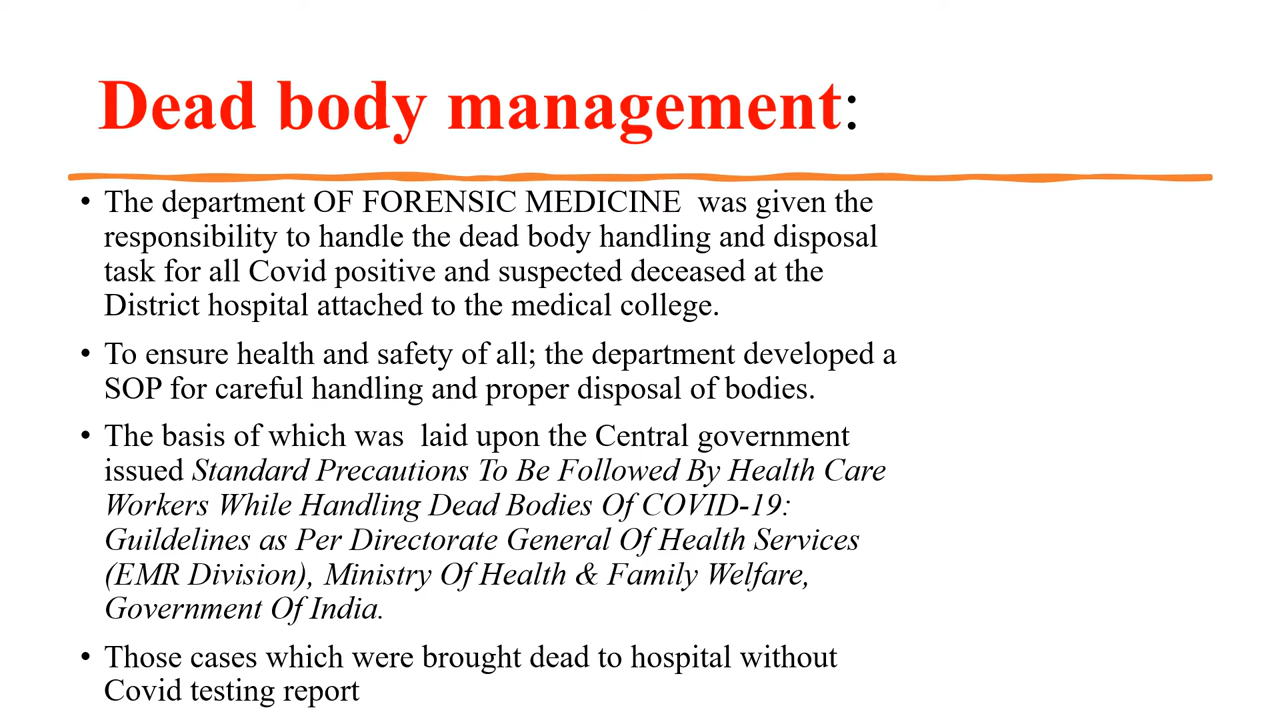 Dead body management:
• The department OF FORENSIC MEDICINE was given the
responsibility to handle the dead body handling and disposal
task for all Covid positive and suspected deceased at the
District hospital attached to the medical college.
• To ensure health and safety of all; the department developed a
SOP for careful handling and proper disposal of bodies.
• The basis of which was laid upon the Central government
issued Standard Precautions To Be Followed By Health Care
Workers While Handling Dead Bodies Of COVID-19:
Guildelines as Per Directorate General Of Health Services
(EMR Division), Ministry Of Health & Family Welfare,
Government Of India.
• Those cases which were brought dead to hospital without
Covid testing report